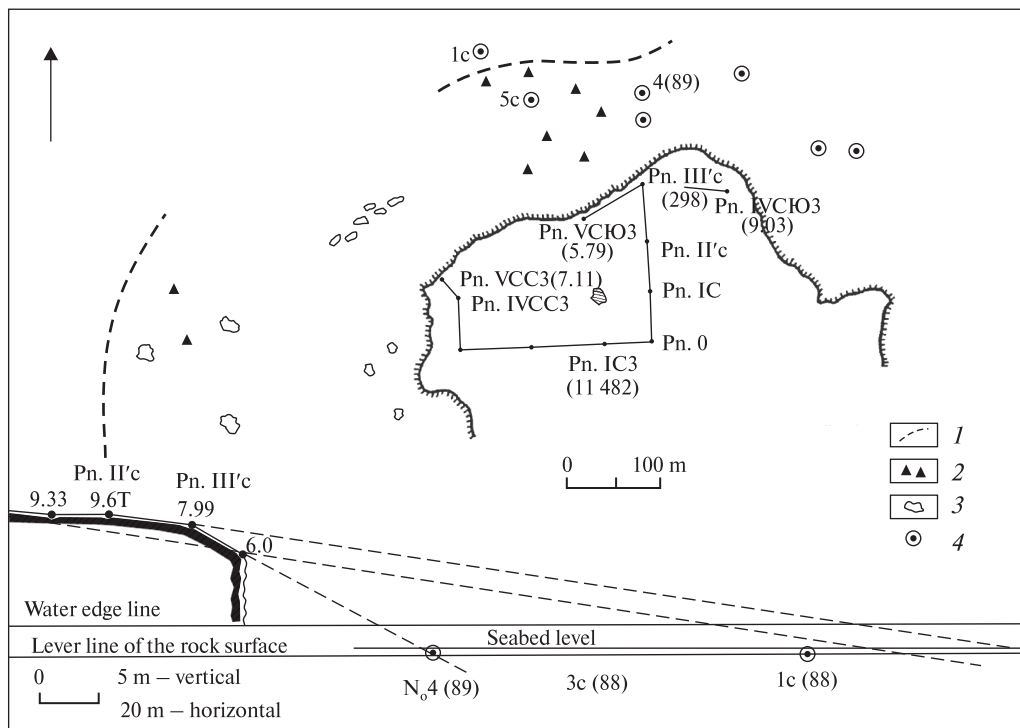 1c
5c
4(89)
Pn. III'c
(298)
Pn. IVCЮ3
(9.03)
Pn. VCЮ3
(5.79)
Pn. II'c
Pn. VCC3(7.11)
Pn. IVCC3
Pn. IC
Pn. 0
Pn. IC3
(11 482)
0 100 m
1
2
3
4
Pn. II'c
Pn. III'c
9.33 9.6T 7.99
6.0
Water edge line
Lever line of the rock surface
Seabed level
0 5 m – vertical
20 m – horizontal
No4 (89) 3c (88) 1c (88)